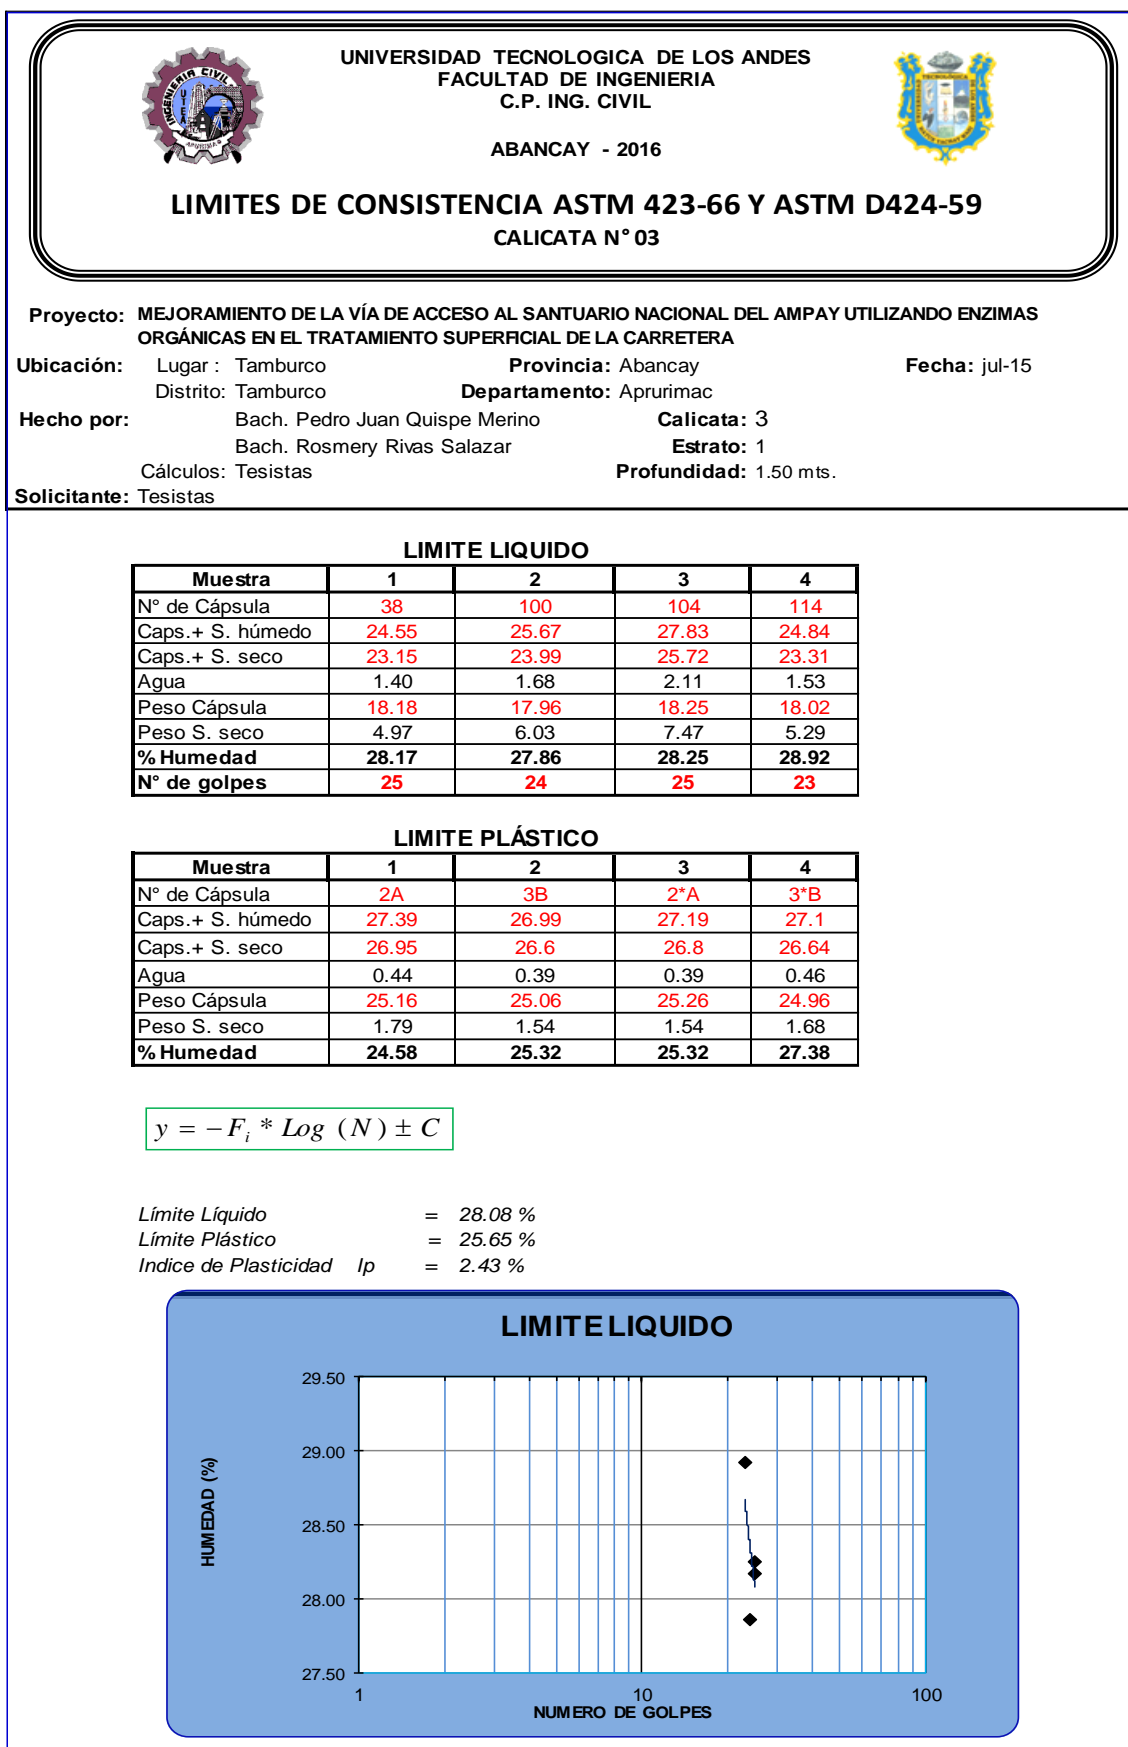 UNIVERSIDAD TECNOLOGICA DE LOS ANDES
FACULTAD DE INGENIERIA
C.P. ING. CIVIL
ABANCAY - 2016
INGENIERIA CIVIL
UTEA
APURIMAC
LIMITES DE CONSISTENCIA ASTM 423-66 Y ASTM D424-59
CALICATA N° 03
Proyecto: MEJORAMIENTO DE LA VÍA DE ACCESO AL SANTUARIO NACIONAL DEL AMPAY UTILIZANDO ENZIMAS
ORGÁNICAS EN EL TRATAMIENTO SUPERFICIAL DE LA CARRETERA
Ubicación: Lugar : Tamburco Provincia: Abancay Fecha: jul-15
Distrito: Tamburco Departamento: Aprurimac
Hecho por: Bach. Pedro Juan Quispe Merino Calicata: 3
Bach. Rosmery Rivas Salazar Estrato: 1
Cálculos: Tesistas Profundidad: 1.50 mts.
Solicitante: Tesistas
LIMITE LIQUIDO
Muestra 1 2 3 4
N° de Cápsula 38 100 104 114
Caps.+ S. húmedo 24.55 25.67 27.83 24.84
Caps.+ S. seco 23.15 23.99 25.72 23.31
Agua 1.40 1.68 2.11 1.53
Peso Cápsula 18.18 17.96 18.25 18.02
Peso S. seco 4.97 6.03 7.47 5.29
% Humedad 28.17 27.86 28.25 28.92
N° de golpes 25 24 25 23
LIMITE PLÁSTICO
Muestra 1 2 3 4
N° de Cápsula 2A 3B 2*A 3*B
Caps.+ S. húmedo 27.39 26.99 27.19 27.1
Caps.+ S. seco 26.95 26.6 26.8 26.64
Agua 0.44 0.39 0.39 0.46
Peso Cápsula 25.16 25.06 25.26 24.96
Peso S. seco 1.79 1.54 1.54 1.68
% Humedad 24.58 25.32 25.32 27.38
y = − F_i * Log (N) ± C
Límite Líquido = 28.08 %
Límite Plástico = 25.65 %
Indice de Plasticidad Ip = 2.43 %
LIMITE LIQUIDO
HUMEDAD (%)
29.50
29.00
28.50
28.00
27.50
1 10 100
NUMERO DE GOLPES